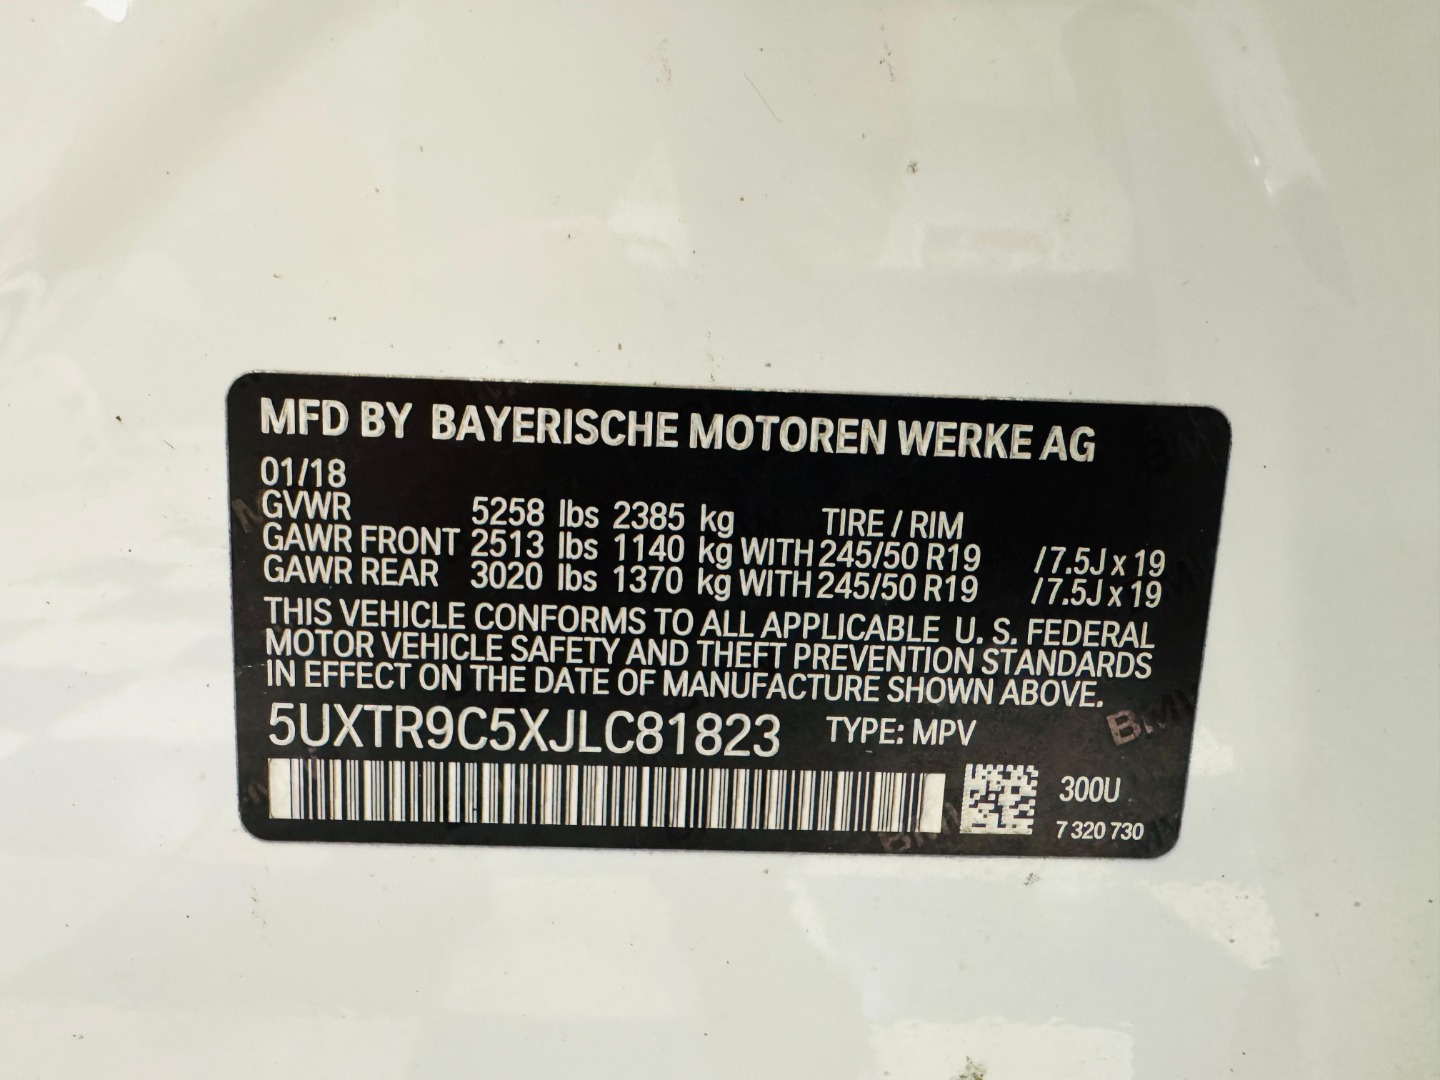 MFD BY BAYERISCHE MOTOREN WERKE AG
01/18
GVWR 5258 lbs 2385 kg TIRE / RIM
GAWR FRONT 2513 lbs 1140 kg WITH 245/50 R19 /7.5J x 19
GAWR REAR 3020 lbs 1370 kg WITH 245/50 R19 /7.5J x 19
THIS VEHICLE CONFORMS TO ALL APPLICABLE U. S. FEDERAL
MOTOR VEHICLE SAFETY AND THEFT PREVENTION STANDARDS
IN EFFECT ON THE DATE OF MANUFACTURE SHOWN ABOVE.
5UXTR9C5XJLC81823 TYPE: MPV
300U
7 320 730